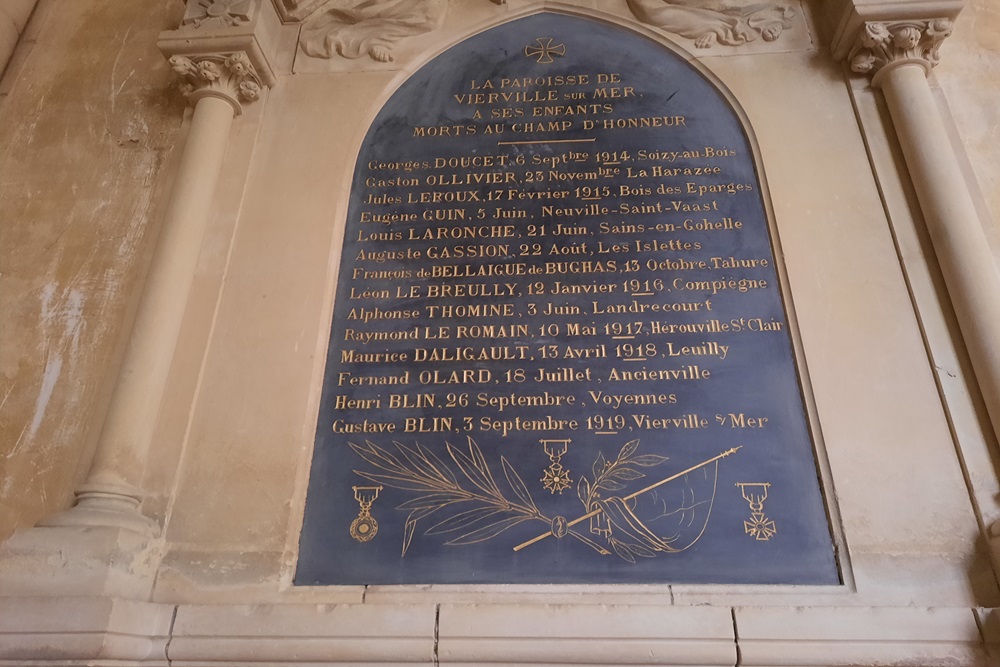 LA PAROISSE DE
VIERVILLE SUR MER,
A SES ENFANTS
MORTS AU CHAMP D'HONNEUR
Georges DOUCET, 6 Septbre 1914, Soizy-au-Bois
Gaston OLLIVIER, 23 Novembre La Harazée
Jules LEROUX, 17 Février 1915, Bois des Eparges
Eugène GUIN, 5 Juin, Neuville-Saint-Vaast
Louis LARONCHE, 21 Juin, Sains-en-Gohelle
Auguste GASSION, 22 Août, Les Islettes
François de BELLAIGUE de BUGHAS, 13 Octobre, Tahure
Léon LE BREULLY, 12 Janvier 1916, Compiègne
Alphonse THOMINE, 3 Juin, Landrecourt
Raymond LE ROMAIN, 10 Mai 1917, Hérouville St Clair
Maurice DALIGAULT, 13 Avril 1918, Leuilly
Fernand OLARD, 18 Juillet, Ancienville
Henri BLIN, 26 Septembre, Voyennes
Gustave BLIN, 3 Septembre 1919, Vierville s/ Mer